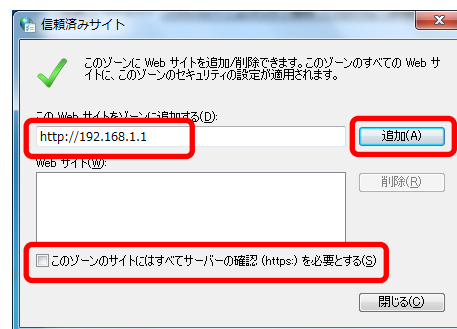 信頼済みサイト
このゾーンに Web サイトを追加/削除できます。このゾーンのすべての Web サ
イトに、このゾーンのセキュリティの設定が適用されます。
この Web サイトをゾーンに追加する(D):
http://192.168.1.1
追加(A)
Web サイト(W):
削除(R)
このゾーンのサイトにはすべてサーバーの確認 (https:) を必要とする(S)
閉じる(C)